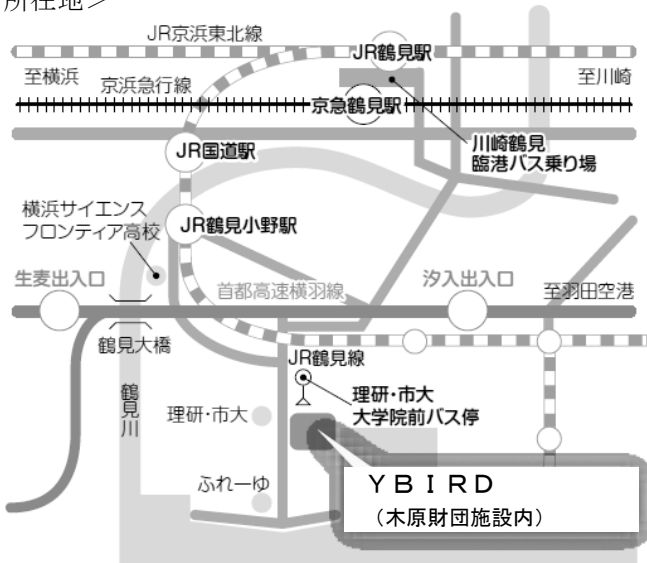 所在地>
JR京浜東北線
JR鶴見駅
至横浜
京浜急行線
至川崎
京急鶴見駅
川崎鶴見
臨港バス乗り場
JR国道駅
横浜サイエンス
フロンティア高校
JR鶴見小野駅
生麦出入口
首都高速横羽線
汐入出入口
至羽田空港
鶴見大橋
JR鶴見線
鶴見川
理研・市大
大学院前バス停
理研・市大
ふれーゆ
YBIRD
(木原財団施設内)